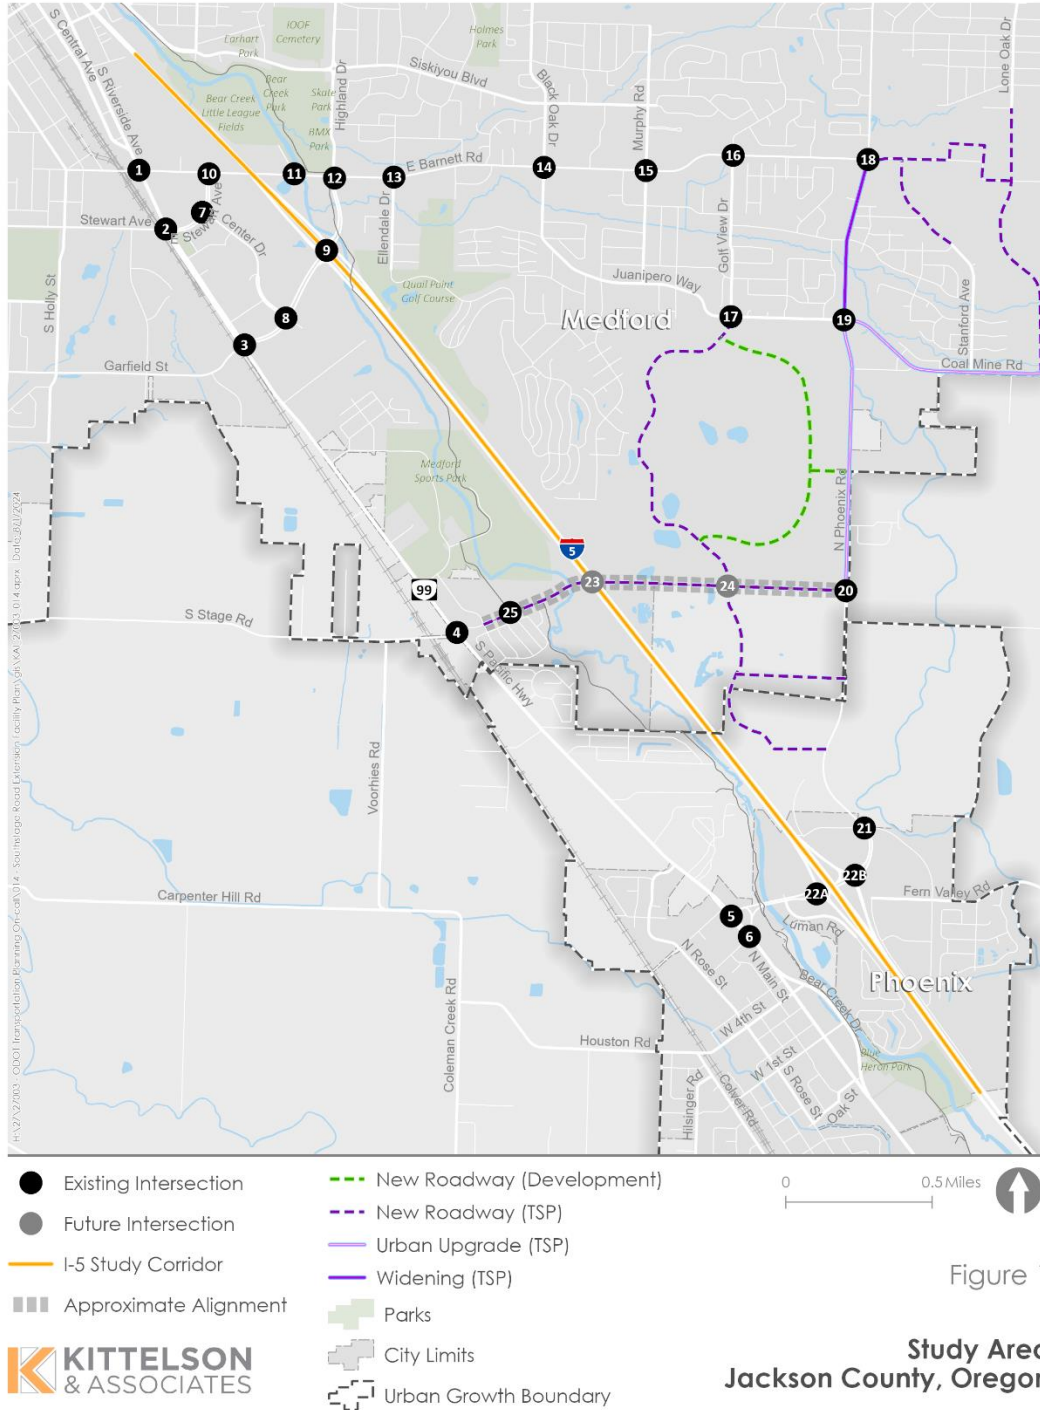 IOOF
Cemetery
Holmes
Park
Earhart
Park
Lone Oak Dr
S Central Ave
S Riverside Ave
Highland Dr
Siskiyou Blvd
Black Oak Dr
Murphy Rd
Bear
Creek
Park
Skate
Park
Bear Creek
Little League
Fields
BMX
Park
1
10
11
12
13
E Barnett Rd
14
15
16
18
Stewart Ave
2
E
Stewart Ave
7
Center Dr
Ellendale Dr
Golf View Dr
9
Juanipero Way
S Holly St
Quail Point
Golf Course
8
Medford
17
19
Stanford Ave
3
Garfield St
Coal Mine Rd
Medford
Sports Park
N Phoenix Rd
5
99
23
24
20
25
S Stage Rd
4
S Pacific Hwy
Voorhies Rd
21
22B
22A
Fern Valley Rd
Carpenter Hill Rd
5
6
Luman Rd
N Rose St
N Main St
Bear Creek Dr
Phoenix
Coleman Creek Rd
W 4th St
Houston Rd
W 1st St
Blue
Heron Park
S Rose St
Oak St
Hilsinger Rd
Colver Rd
Existing Intersection
Future Intersection
I-5 Study Corridor
Approximate Alignment
New Roadway (Development)
New Roadway (TSP)
Urban Upgrade (TSP)
Widening (TSP)
Parks
City Limits
Urban Growth Boundary
0 0.5 Miles
Figure
Study Area
Jackson County, Oregon
KITTELSON
& ASSOCIATES